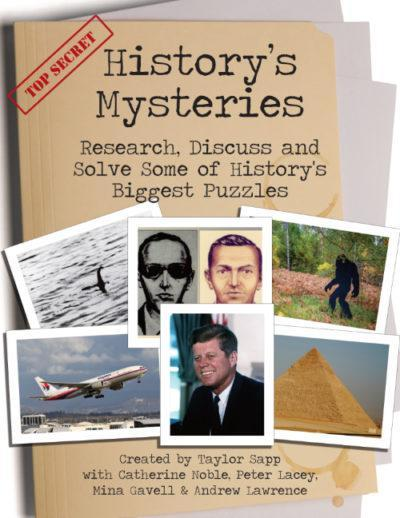 TOP SECRET
History's
Mysteries
Research, Discuss and
Solve Some of History's
Biggest Puzzles
Created by Taylor Sapp
with Catherine Noble, Peter Lacey,
Mina Gavell & Andrew Lawrence